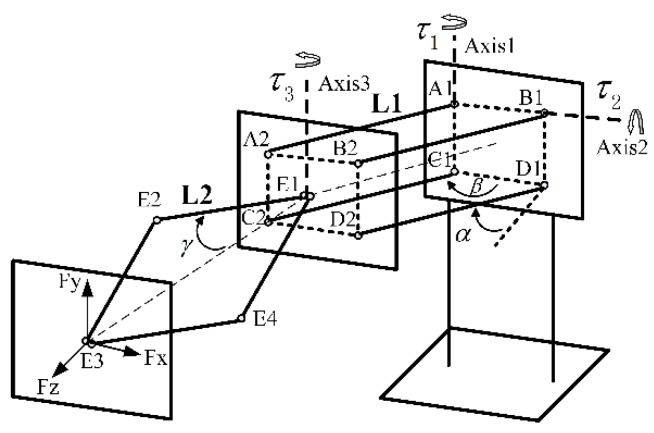 τ1
Axis1
τ3
Axis3
L1
A1
B1
τ2
Axis2
A2
B2
C1
D1
β
E2
L2
E1
C2
D2
α
γ
Fy
E4
E3
Fx
Fz